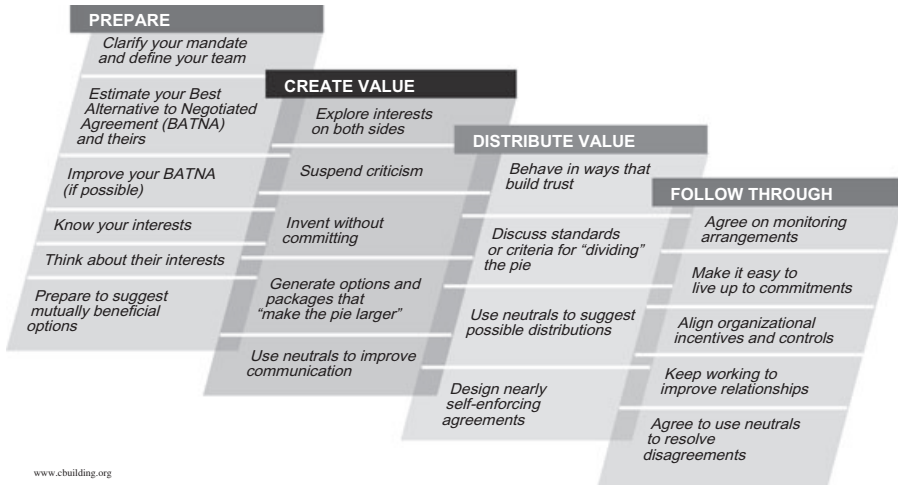 PREPARE
Clarify your mandate
and define your team
Estimate your Best
Alternative to Negotiated
Agreement (BATNA)
and theirs
Improve your BATNA
(if possible)
Know your interests
Think about their interests
Prepare to suggest
mutually beneficial
options
CREATE VALUE
Explore interests
on both sides
Suspend criticism
Invent without
committing
Generate options and
packages that
“make the pie larger”
Use neutrals to improve
communication
DISTRIBUTE VALUE
Behave in ways that
build trust
Discuss standards
or criteria for “dividing”
the pie
Use neutrals to suggest
possible distributions
Design nearly
self-enforcing
agreements
FOLLOW THROUGH
Agree on monitoring
arrangements
Make it easy to
live up to commitments
Align organizational
incentives and controls
Keep working to
improve relationships
Agree to use neutrals
to resolve
disagreements
www.cbuilding.org